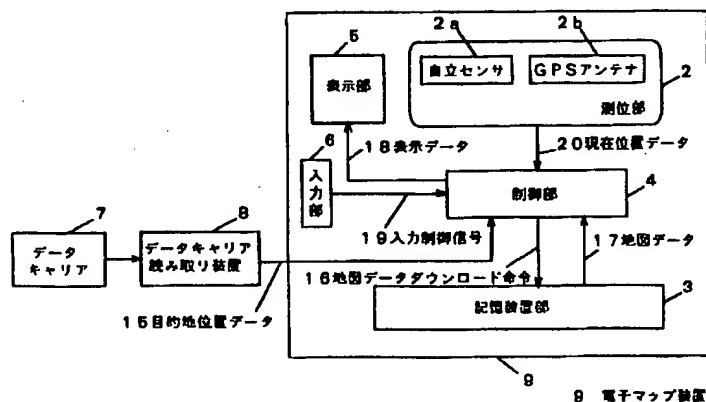 2a
2b
5
自立センサ
GPSアンテナ
表示部
2
測位部
6
18表示データ
20現在位置データ
入力部
制御部
4
7
8
19入力制御信号
17地図データ
データキャリア
データキャリア読み取り装置
16地図データダウンロード命令
3
15目的地位置データ
記憶装置部
9
9 電子マップ装置